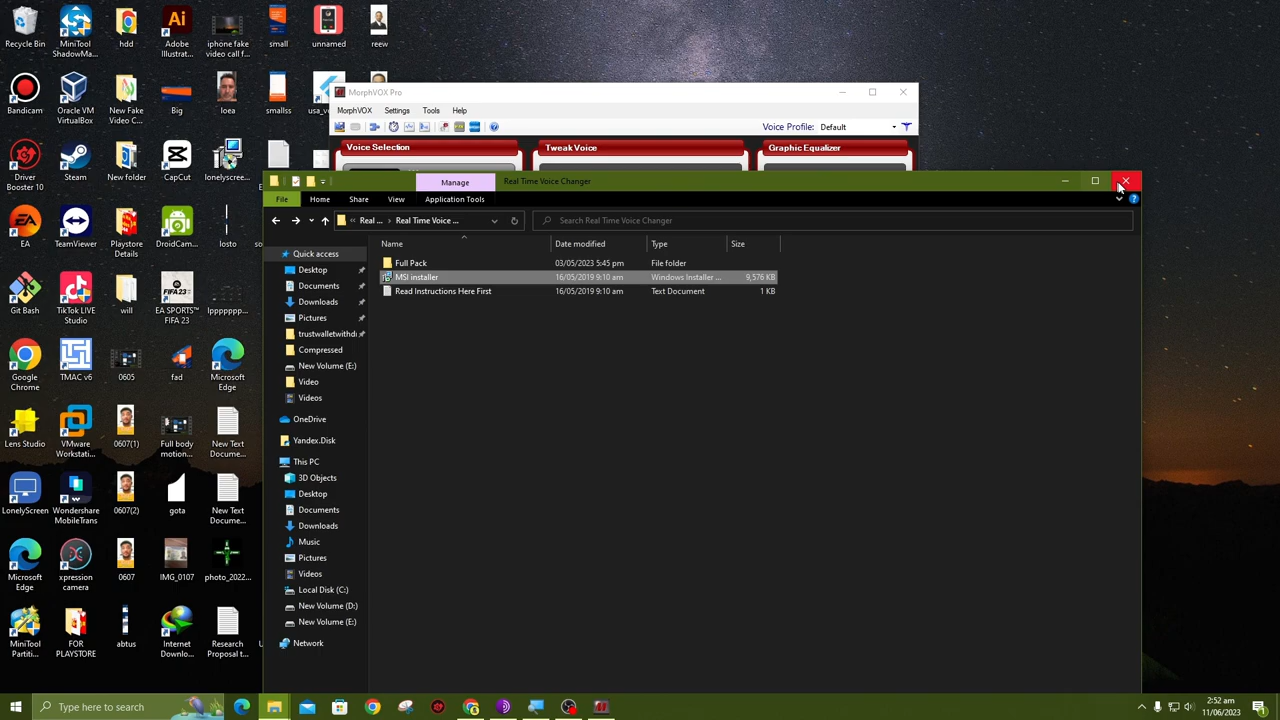 Recycle Bin
MiniTool
ShadowMa...
hdd
Adobe
Illustrat...
iphone fake
video call f...
small
unnamed
reew
Bandicam
Oracle VM
VirtualBox
New Fake
Video C...
Big
loea
smallss
usa_v
Driver
Booster 10
Steam
New folder
CapCut
lonelyscree...
EA
TeamViewer
Playstore
Details
DroidCam...
losto
so
Git Bash
TikTok LIVE
Studio
will
EA SPORTS™
FIFA 23
lppppppp...
Google
Chrome
TMAC v6
0605
fad
Microsoft
Edge
Lens Studio
VMware
Workstati...
0607(1)
Full body
motion...
New Text
Docume...
LonelyScreen
Wondershare
MobileTrans
0607(2)
gota
New Text
Docume...
Microsoft
Edge
xpression
camera
0607
IMG_0107
photo_2022...
MiniTool
Partiti...
FOR
PLAYSTORE
abtus
Internet
Downlo...
Research
Proposal t...
MorphVOX Pro
MorphVOX Settings Tools Help
Voice Profile: Default
Voice Selection Tweak Voice Graphic Equalizer
Manage Real Time Voice Changer
File Home Share View Application Tools
« Real ... › Real Time Voice ... Search Real Time Voice Changer
Name Date modified Type Size
Full Pack 03/05/2023 5:45 pm File folder
MSI installer 16/05/2019 9:10 am Windows Installer ... 9,576 KB
Read Instructions Here First 16/05/2019 9:10 am Text Document 1 KB
Quick access
Desktop
Documents
Downloads
Pictures
trustwalletwithdr
Compressed
New Volume (E:)
Video
Videos
OneDrive
Yandex.Disk
This PC
3D Objects
Desktop
Documents
Downloads
Music
Pictures
Videos
Local Disk (C:)
New Volume (D:)
New Volume (E:)
Network
Type here to search
2:52 am
11/06/2023